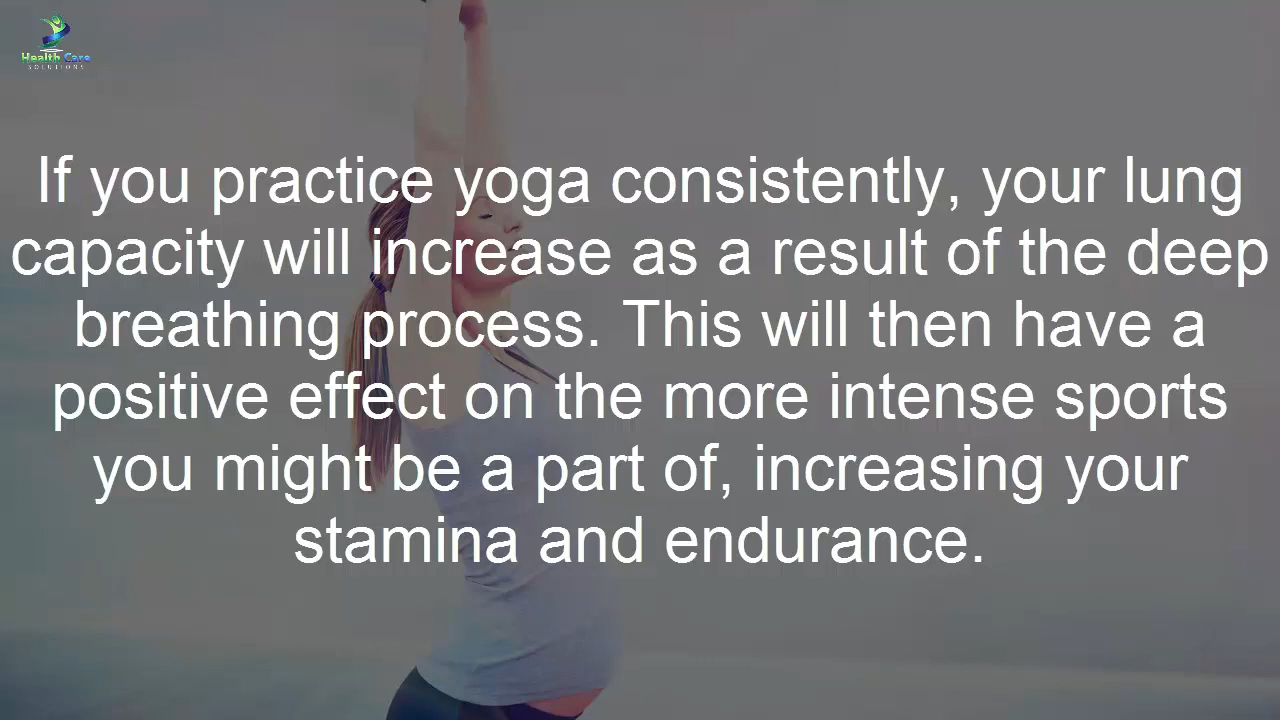 Health Care
SOLUTIONS
If you practice yoga consistently, your lung
capacity will increase as a result of the deep
breathing process. This will then have a
positive effect on the more intense sports
you might be a part of, increasing your
stamina and endurance.